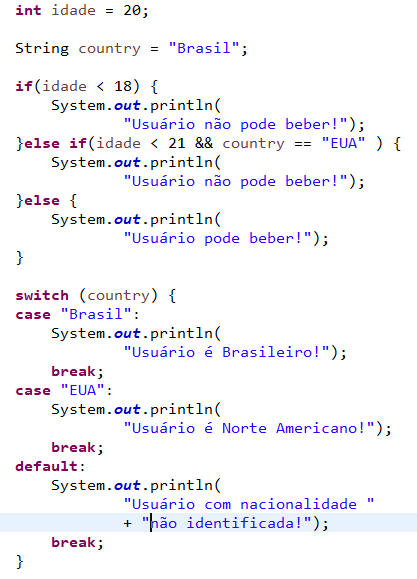 int idade = 20;
String country = "Brasil";
if(idade < 18) {
System.out.println(
"Usuário não pode beber!");
}else if(idade < 21 && country == "EUA" ) {
System.out.println(
"Usuário não pode beber!");
}else {
System.out.println(
"Usuário pode beber!");
}
switch (country) {
case "Brasil":
System.out.println(
"Usuário é Brasileiro!");
break;
case "EUA":
System.out.println(
"Usuário é Norte Americano!");
break;
default:
System.out.println(
"Usuário com nacionalidade "
+ "não identificada!");
break;
}